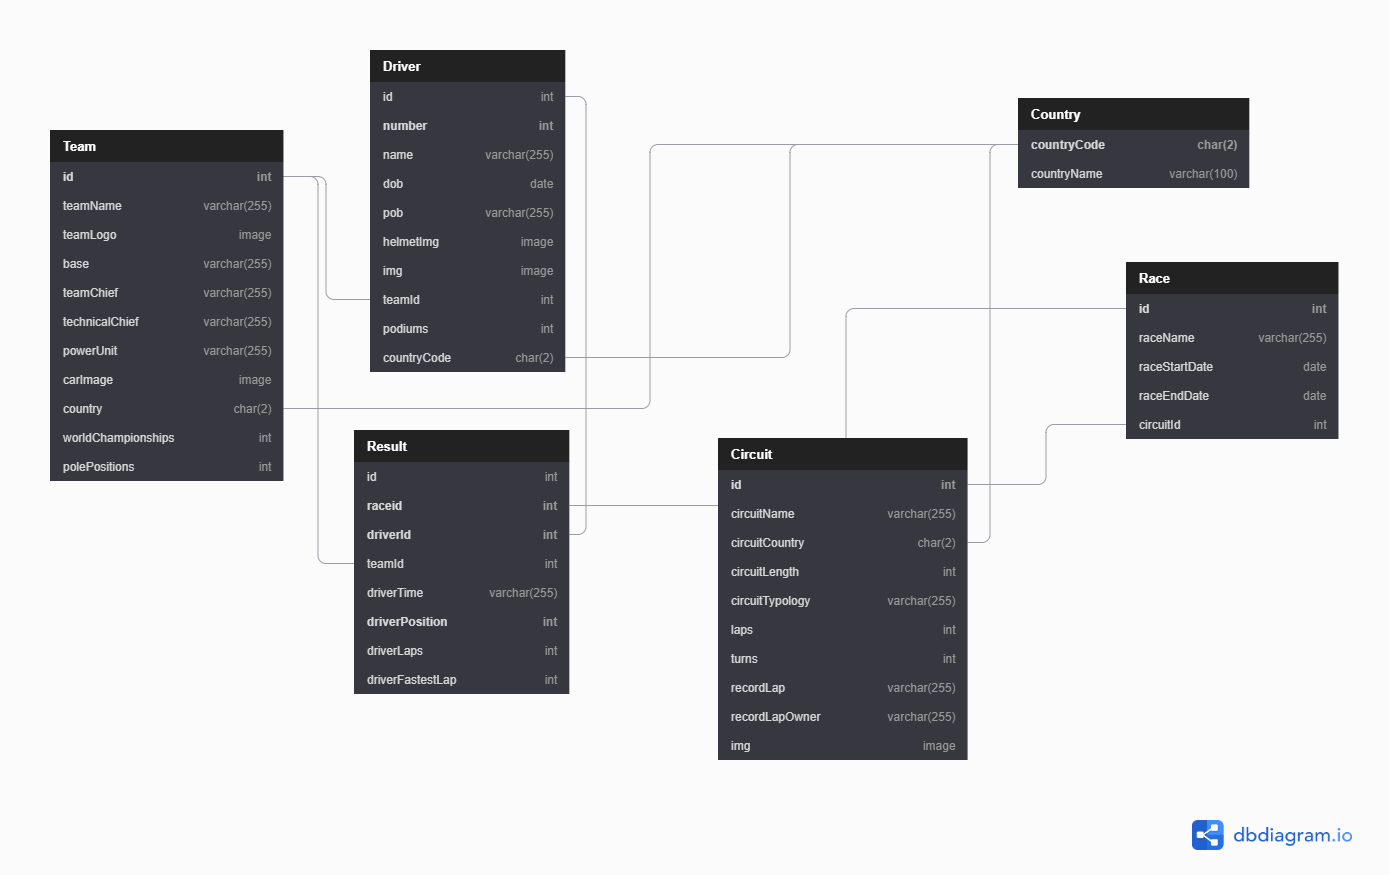 Driver
id int
number int
name varchar(255)
dob date
pob varchar(255)
helmetImg image
img image
teamId int
podiums int
countryCode char(2)
Country
countryCode char(2)
countryName varchar(100)
Team
id int
teamName varchar(255)
teamLogo image
base varchar(255)
teamChief varchar(255)
technicalChief varchar(255)
powerUnit varchar(255)
carImage image
country char(2)
worldChampionships int
polePositions int
Race
id int
raceName varchar(255)
raceStartDate date
raceEndDate date
circuitId int
Result
id int
raceid int
driverId int
teamId int
driverTime varchar(255)
driverPosition int
driverLaps int
driverFastestLap int
Circuit
id int
circuitName varchar(255)
circuitCountry char(2)
circuitLength int
circuitTypology varchar(255)
laps int
turns int
recordLap varchar(255)
recordLapOwner varchar(255)
img image
dbdiagram.io